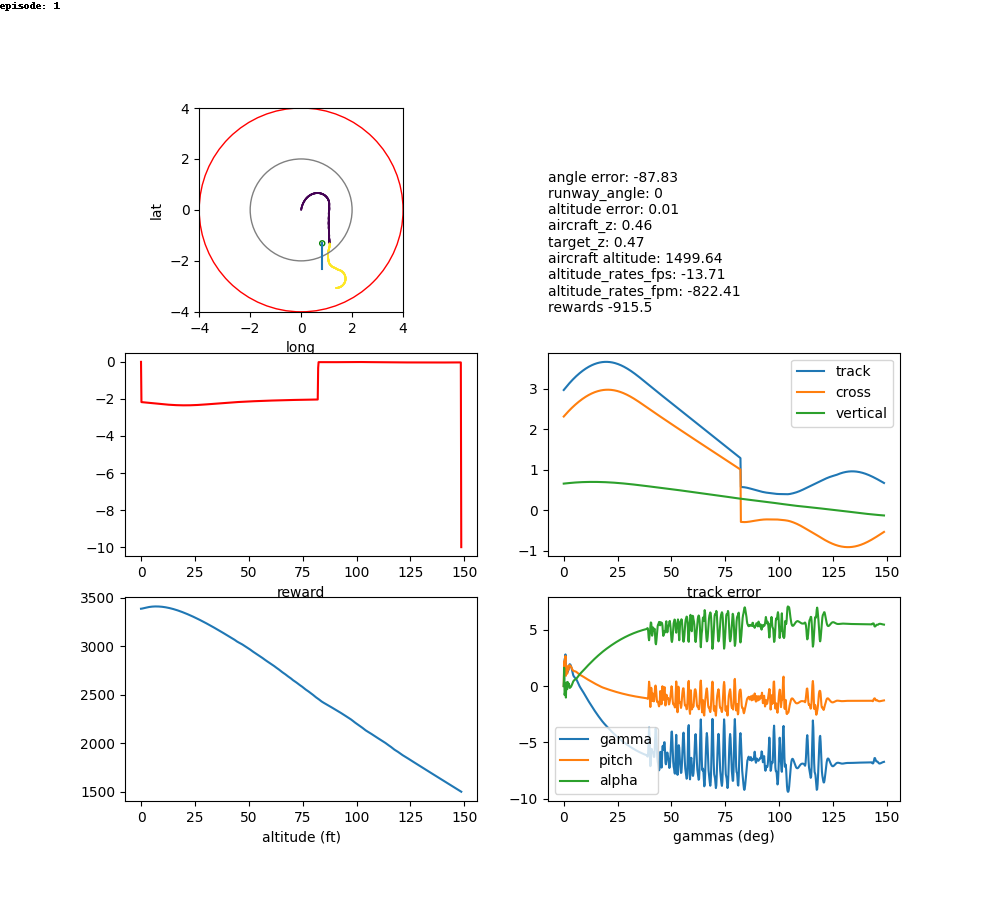 episode: 1
4
2
0
−2
−4
lat
−4 −2 0 2 4
long
angle error: -87.83
runway_angle: 0
altitude error: 0.01
aircraft_z: 0.46
target_z: 0.47
aircraft altitude: 1499.64
altitude_rates_fps: -13.71
altitude_rates_fpm: -822.41
rewards -915.5
0
−2
−4
−6
−8
−10
0 25 50 75 100 125 150
reward
3
2
1
0
−1
track
cross
vertical
0 25 50 75 100 125 150
track error
3500
3000
2500
2000
1500
0 25 50 75 100 125 150
altitude (ft)
5
0
−5
−10
gamma
pitch
alpha
0 25 50 75 100 125 150
gammas (deg)